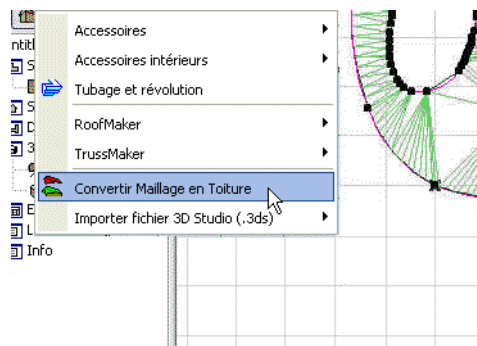 Accessoires
Accessoires intérieurs
Tubage et révolution
RoofMaker
TrussMaker
Convertir Maillage en Toiture
Importer fichier 3D Studio (.3ds)
Info